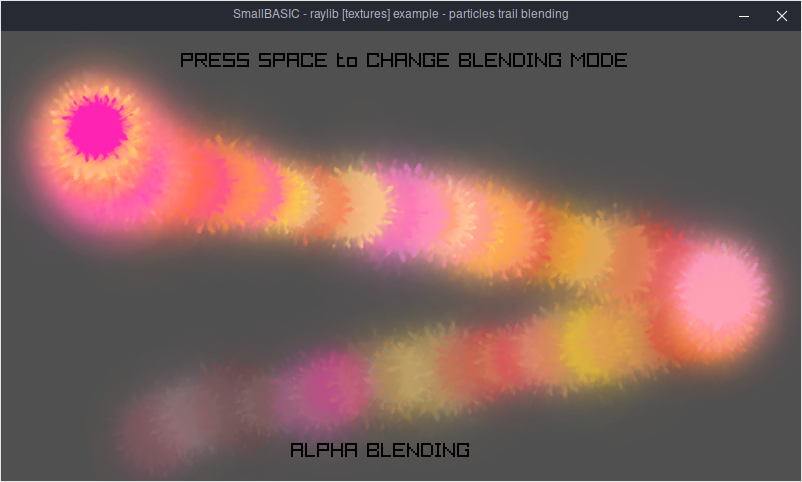 SmallBASIC - raylib [textures] example - particles trail blending
PRESS SPACE to CHANGE BLENDING MODE
ALPHA BLENDING